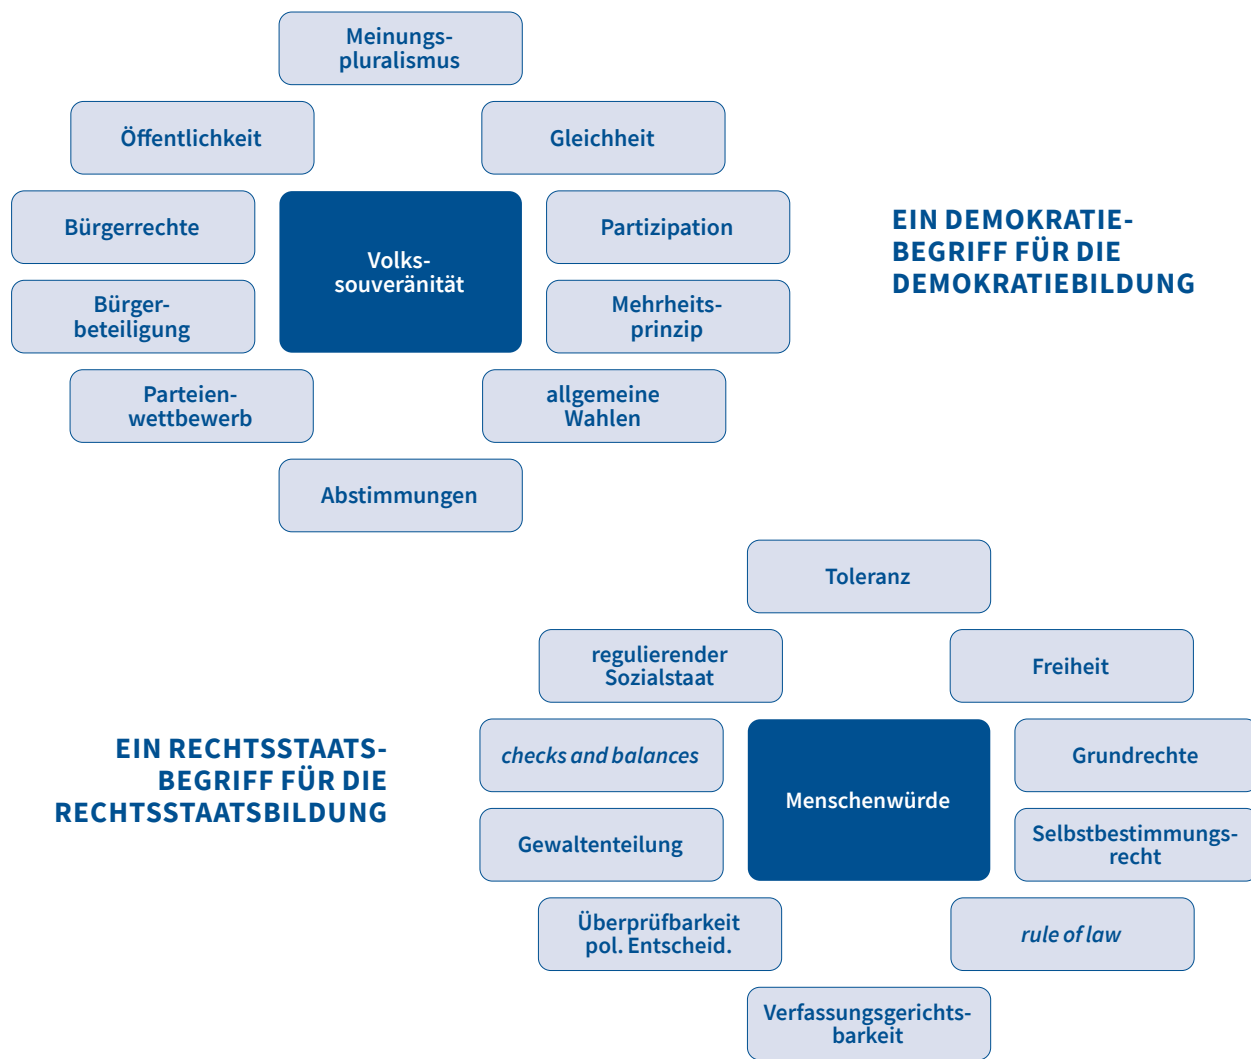 Meinungs-
pluralismus
Öffentlichkeit
Gleichheit
Bürgerrechte
Volks-
souveränität
Partizipation
EIN DEMOKRATIE-
BEGRIFF FÜR DIE
DEMOKRATIEBILDUNG
Bürger-
beteiligung
Mehrheits-
prinzip
Parteien-
wettbewerb
allgemeine
Wahlen
Abstimmungen
Toleranz
regulierender
Sozialstaat
Freiheit
EIN RECHTSSTAATS-
BEGRIFF FÜR DIE
RECHTSSTAATSBILDUNG
checks and balances
Menschenwürde
Grundrechte
Gewaltenteilung
Selbstbestimmungs-
recht
Überprüfbarkeit
pol. Entscheid.
rule of law
Verfassungsgerichts-
barkeit